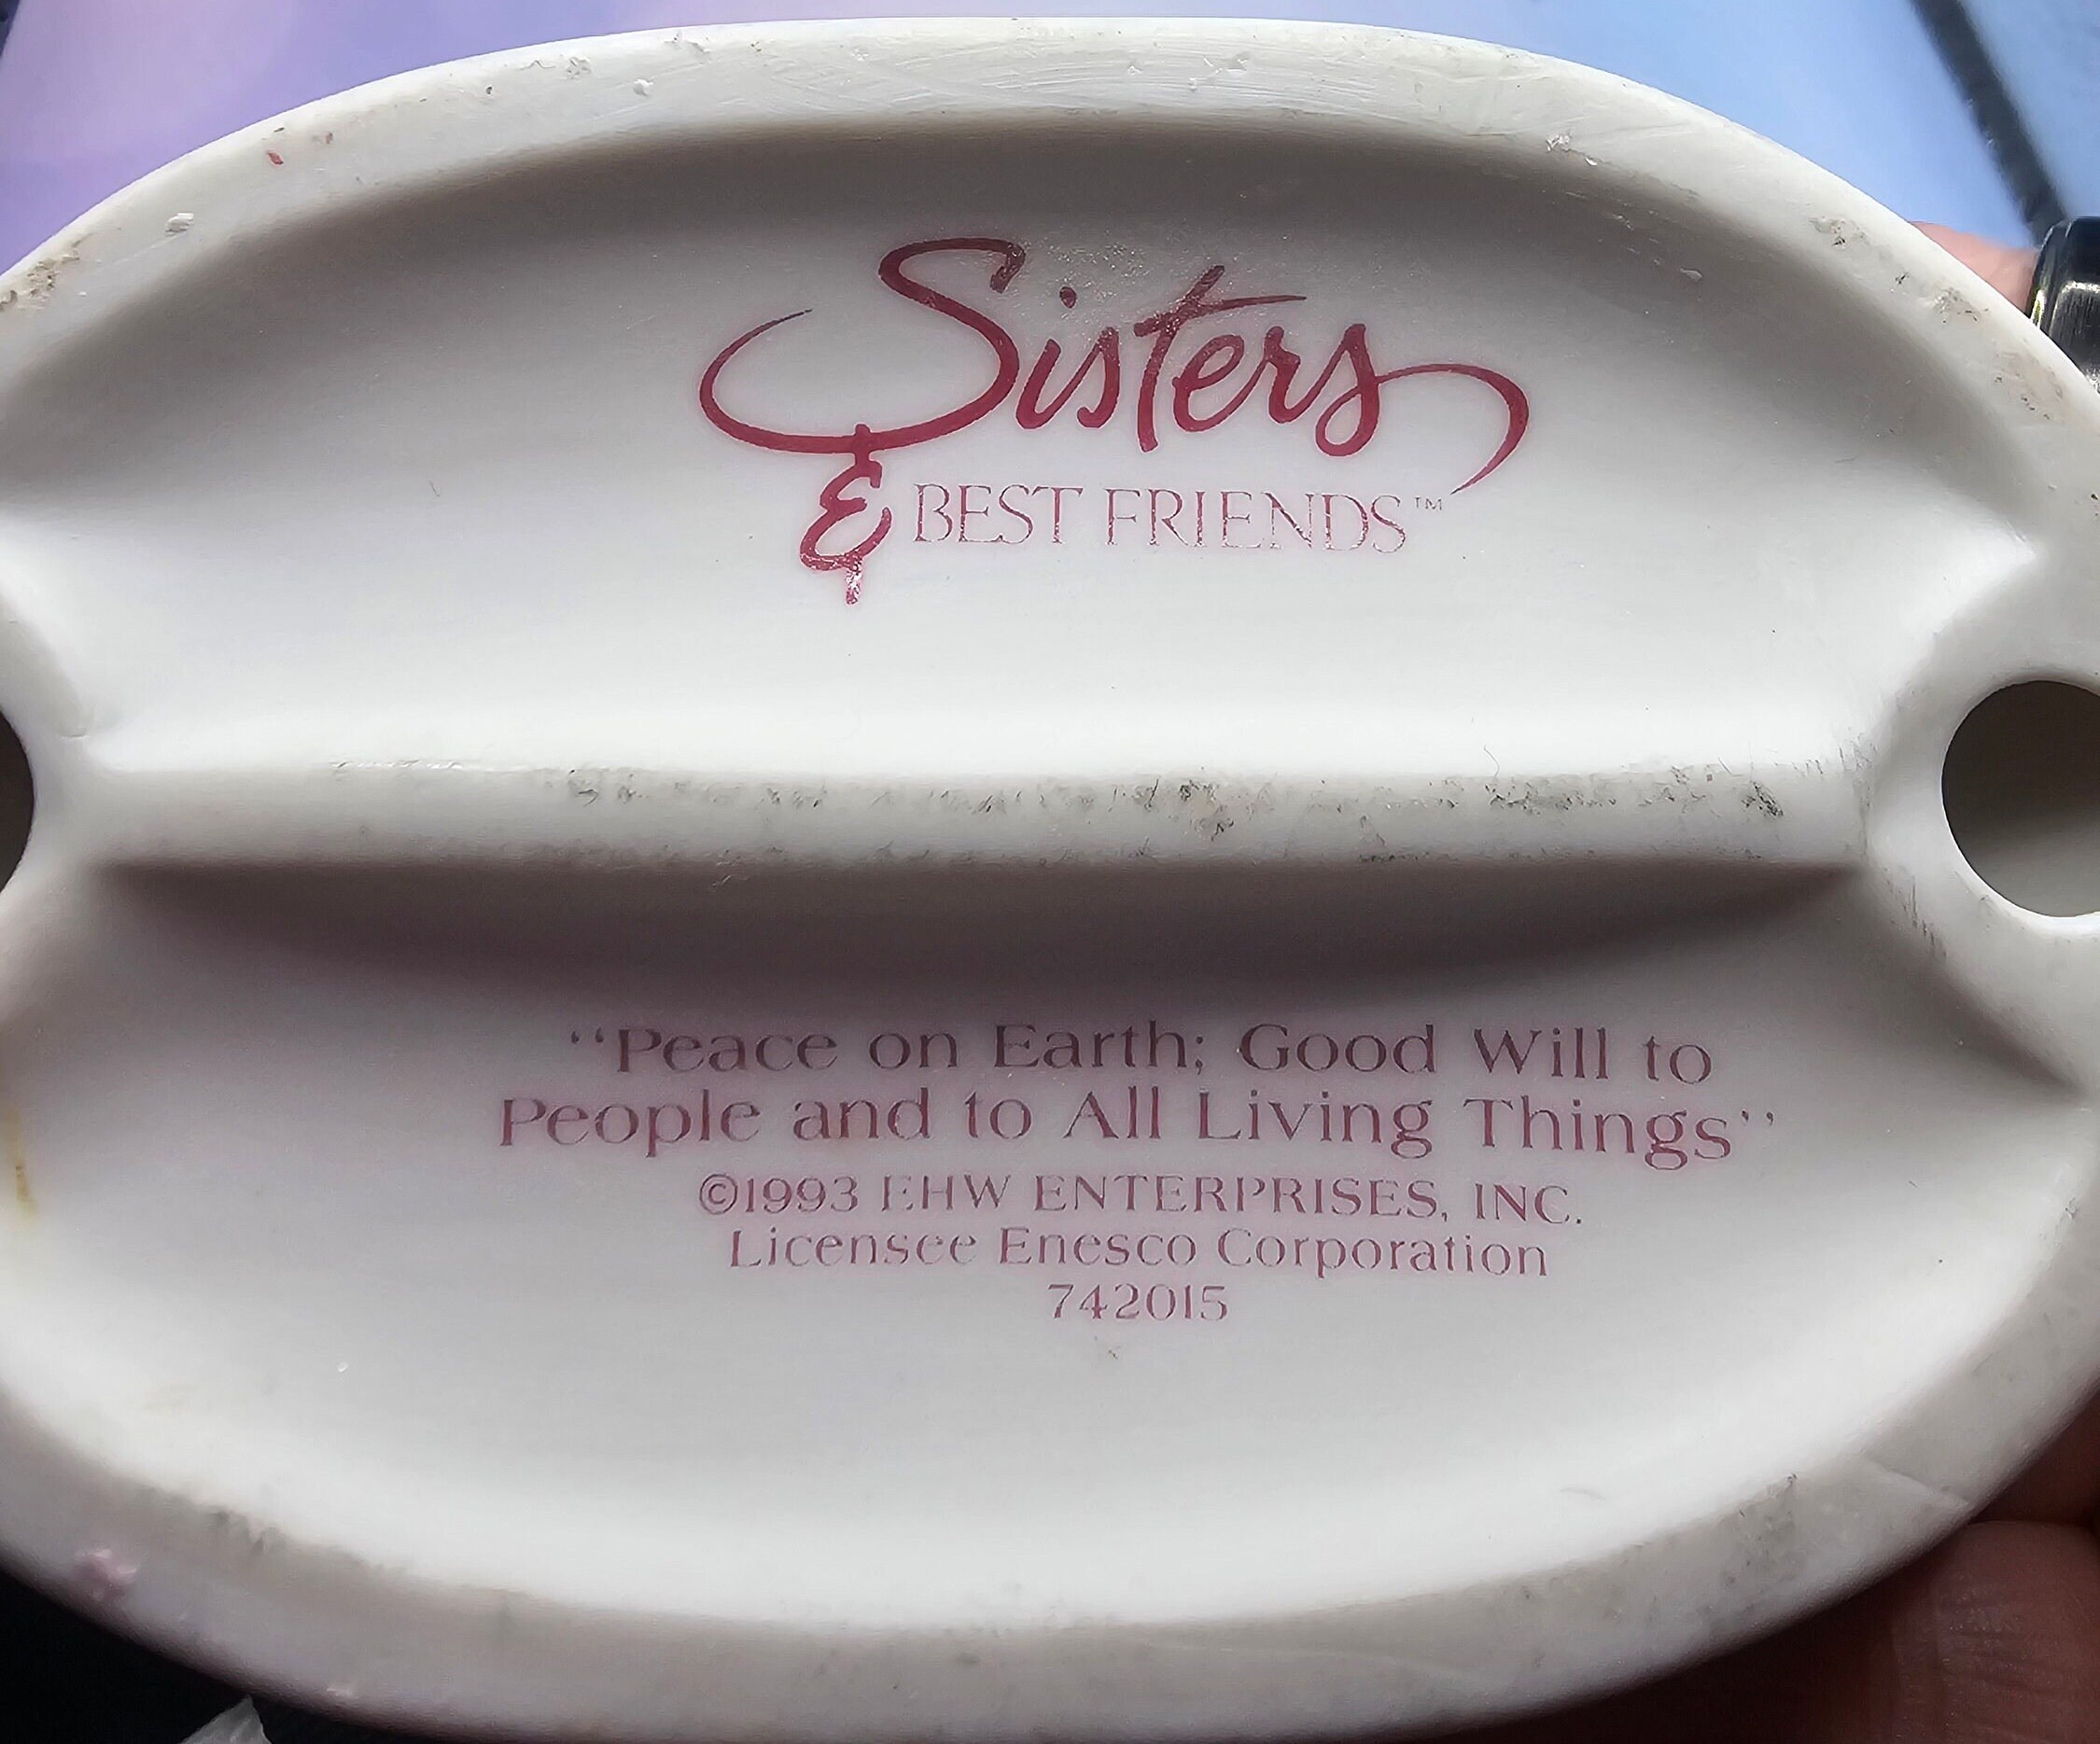 Sisters
& BEST FRIENDS™
“Peace on Earth; Good Will to
People and to All Living Things”
©1993 EHW ENTERPRISES, INC.
Licensee Enesco Corporation
742015